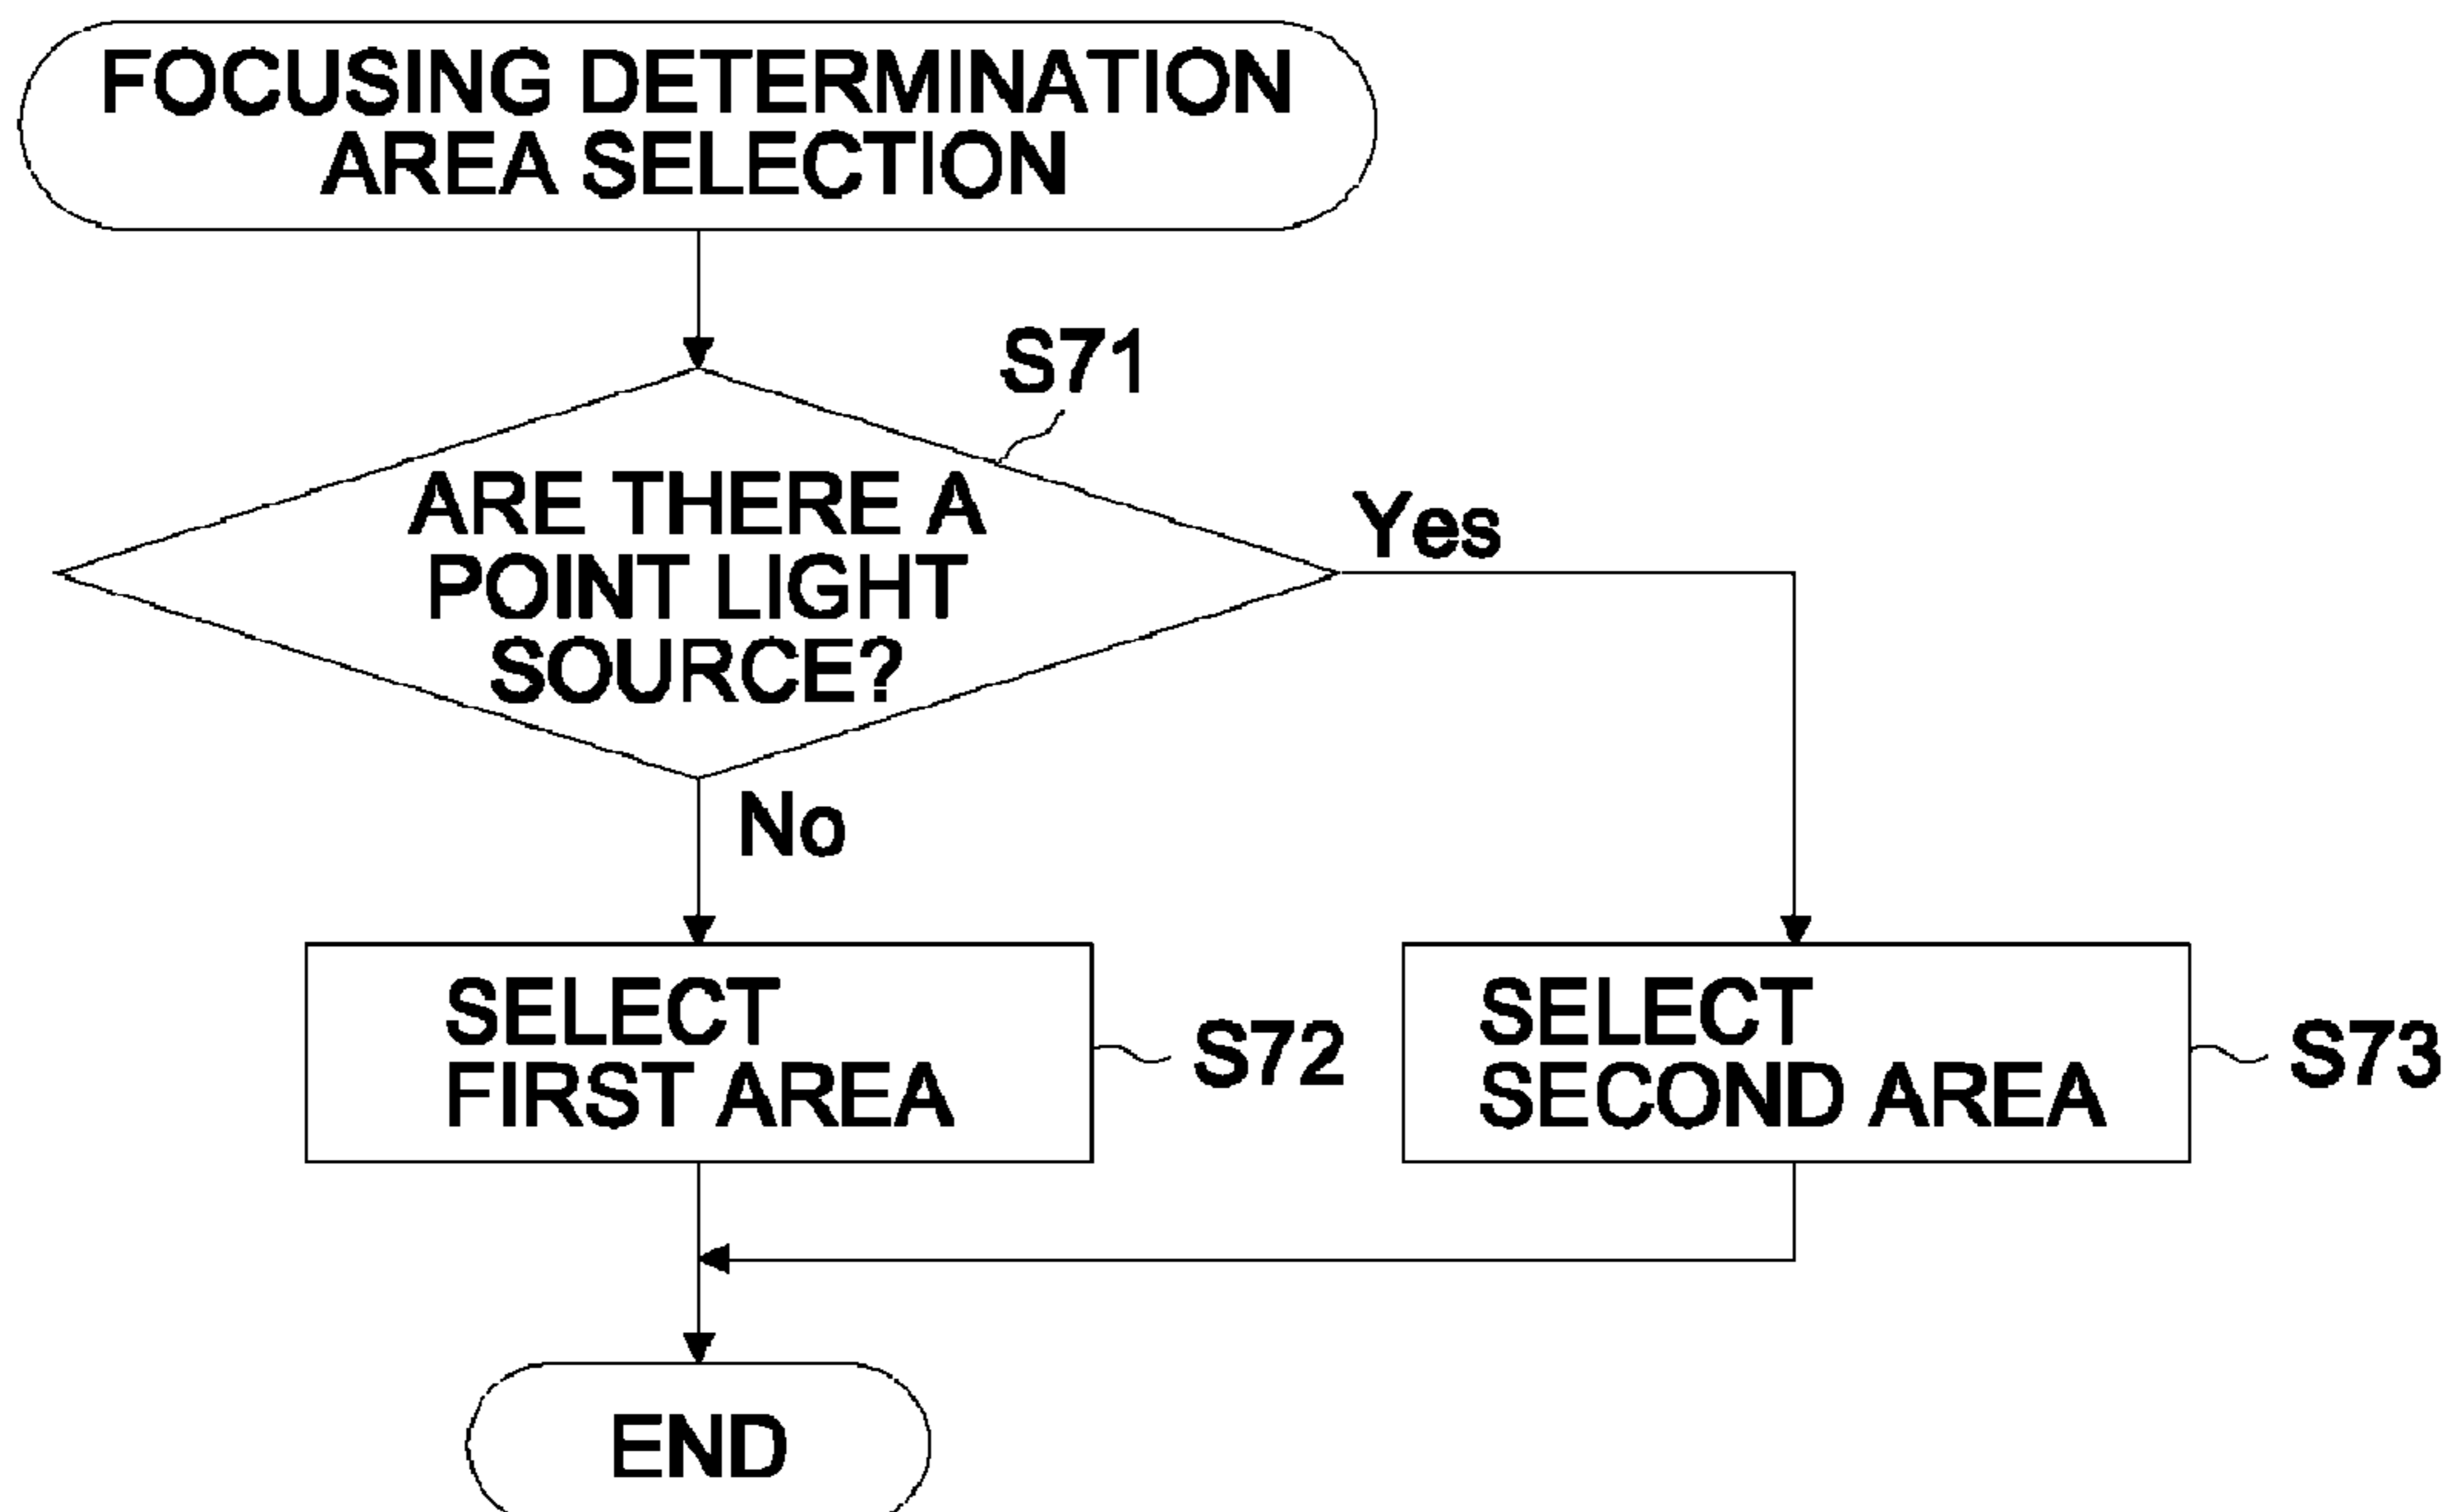 FOCUSING DETERMINATION
AREA SELECTION
S71
ARE THERE A
POINT LIGHT
SOURCE?
Yes
No
SELECT
FIRST AREA
S72
SELECT
SECOND AREA
S73
END